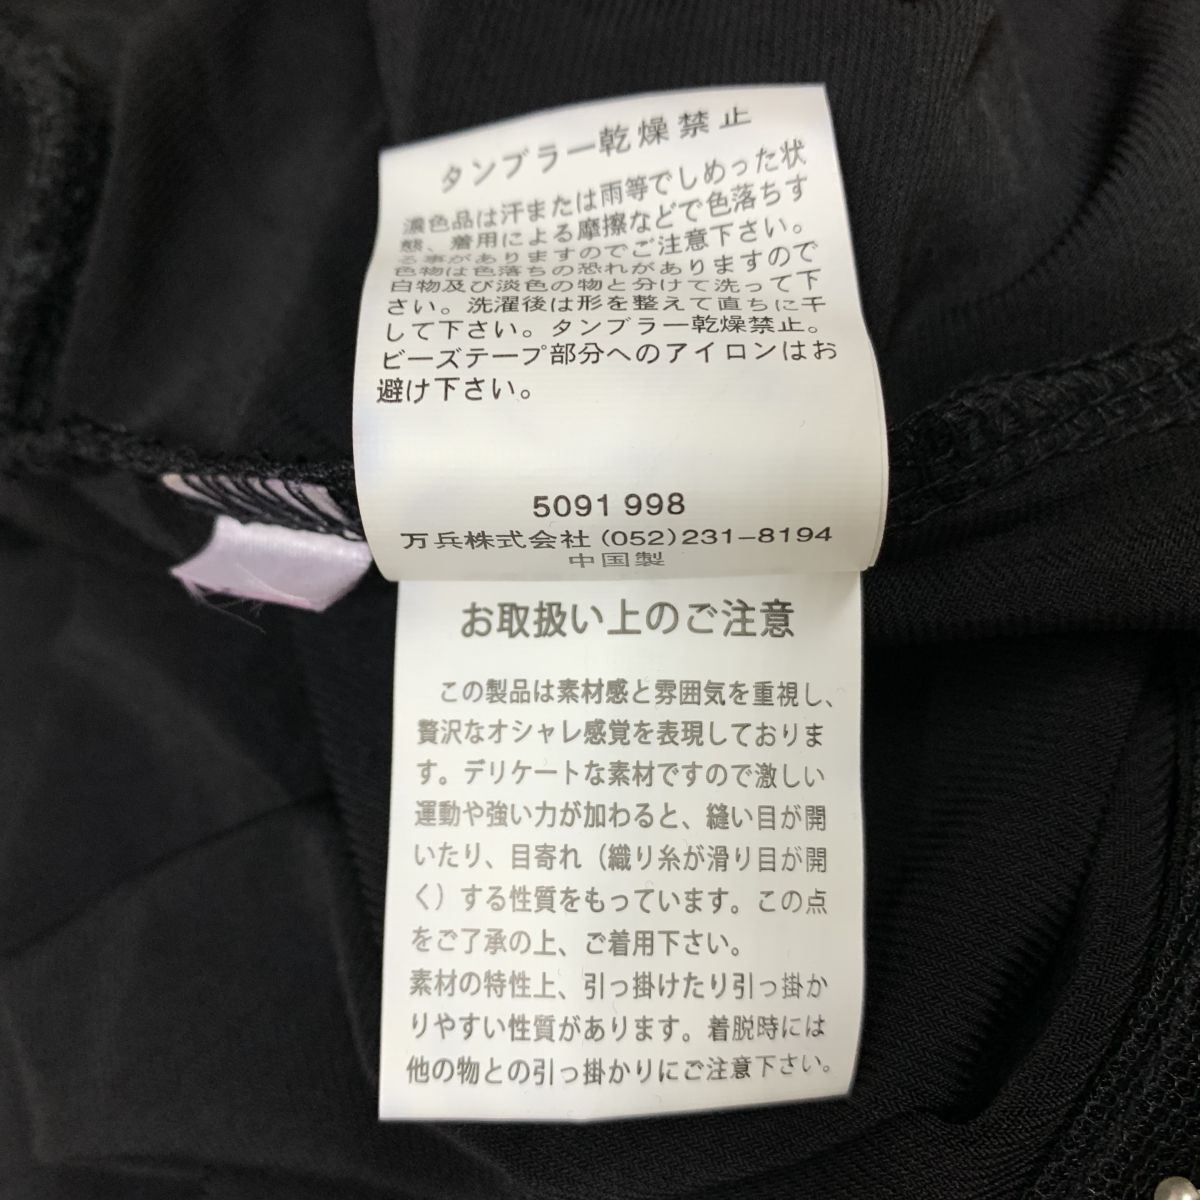 タンブラー乾燥禁止
濃色品は汗または雨等でしめった状
態、着用による摩擦などで色落ちす
る事がありますのでご注意下さい。
色物は色落ちの恐れがありますので
白物及び淡色の物と分けて洗って下
さい。洗濯後は形を整えて直ちに干
して下さい。タンブラー乾燥禁止。
ビーズテープ部分へのアイロンはお
避け下さい。
5091 998
万兵株式会社(052)231-8194
中国製
お取扱い上のご注意
この製品は素材感と雰囲気を重視し、
贅沢なオシャレ感覚を表現しておりま
す。デリケートな素材ですので激しい
運動や強い力が加わると、縫い目が開
いたり、目寄れ（織り糸が滑り目が開
く）する性質をもっています。この点
をご了承の上、ご着用下さい。
素材の特性上、引っ掛けたり引っ掛か
りやすい性質があります。着脱時には
他の物との引っ掛かりにご注意下さい。